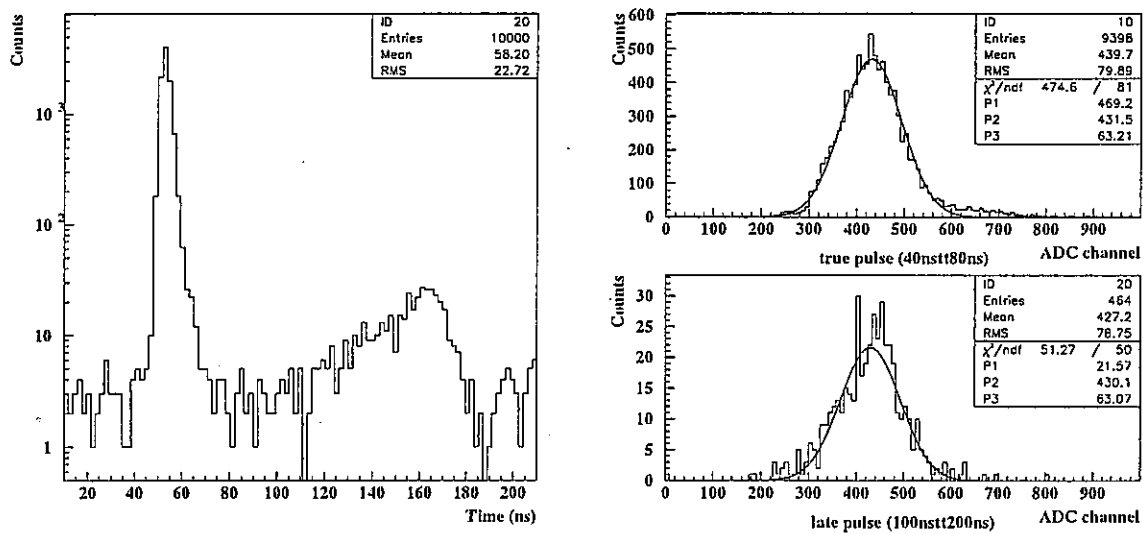 Counts
ID 20
Entries 10000
Mean 58.20
RMS 22.72
10 3
10 2
10
1
20 40 60 80 100 120 140 160 180 200
Time (ns)
Counts
600
500
400
300
200
100
0
ID 10
Entries 9398
Mean 439.7
RMS 79.89
χ²/ndf 474.6 / 81
P1 469.2
P2 431.5
P3 63.21
0 100 200 300 400 500 600 700 800 900
true pulse (40nstt80ns) ADC channel
Counts
30
25
20
15
10
5
0
ID 20
Entries 464
Mean 427.2
RMS 78.75
χ²/ndf 51.27 / 50
P1 21.57
P2 430.1
P3 63.07
0 100 200 300 400 500 600 700 800 900
late pulse (100nstt200ns) ADC channel